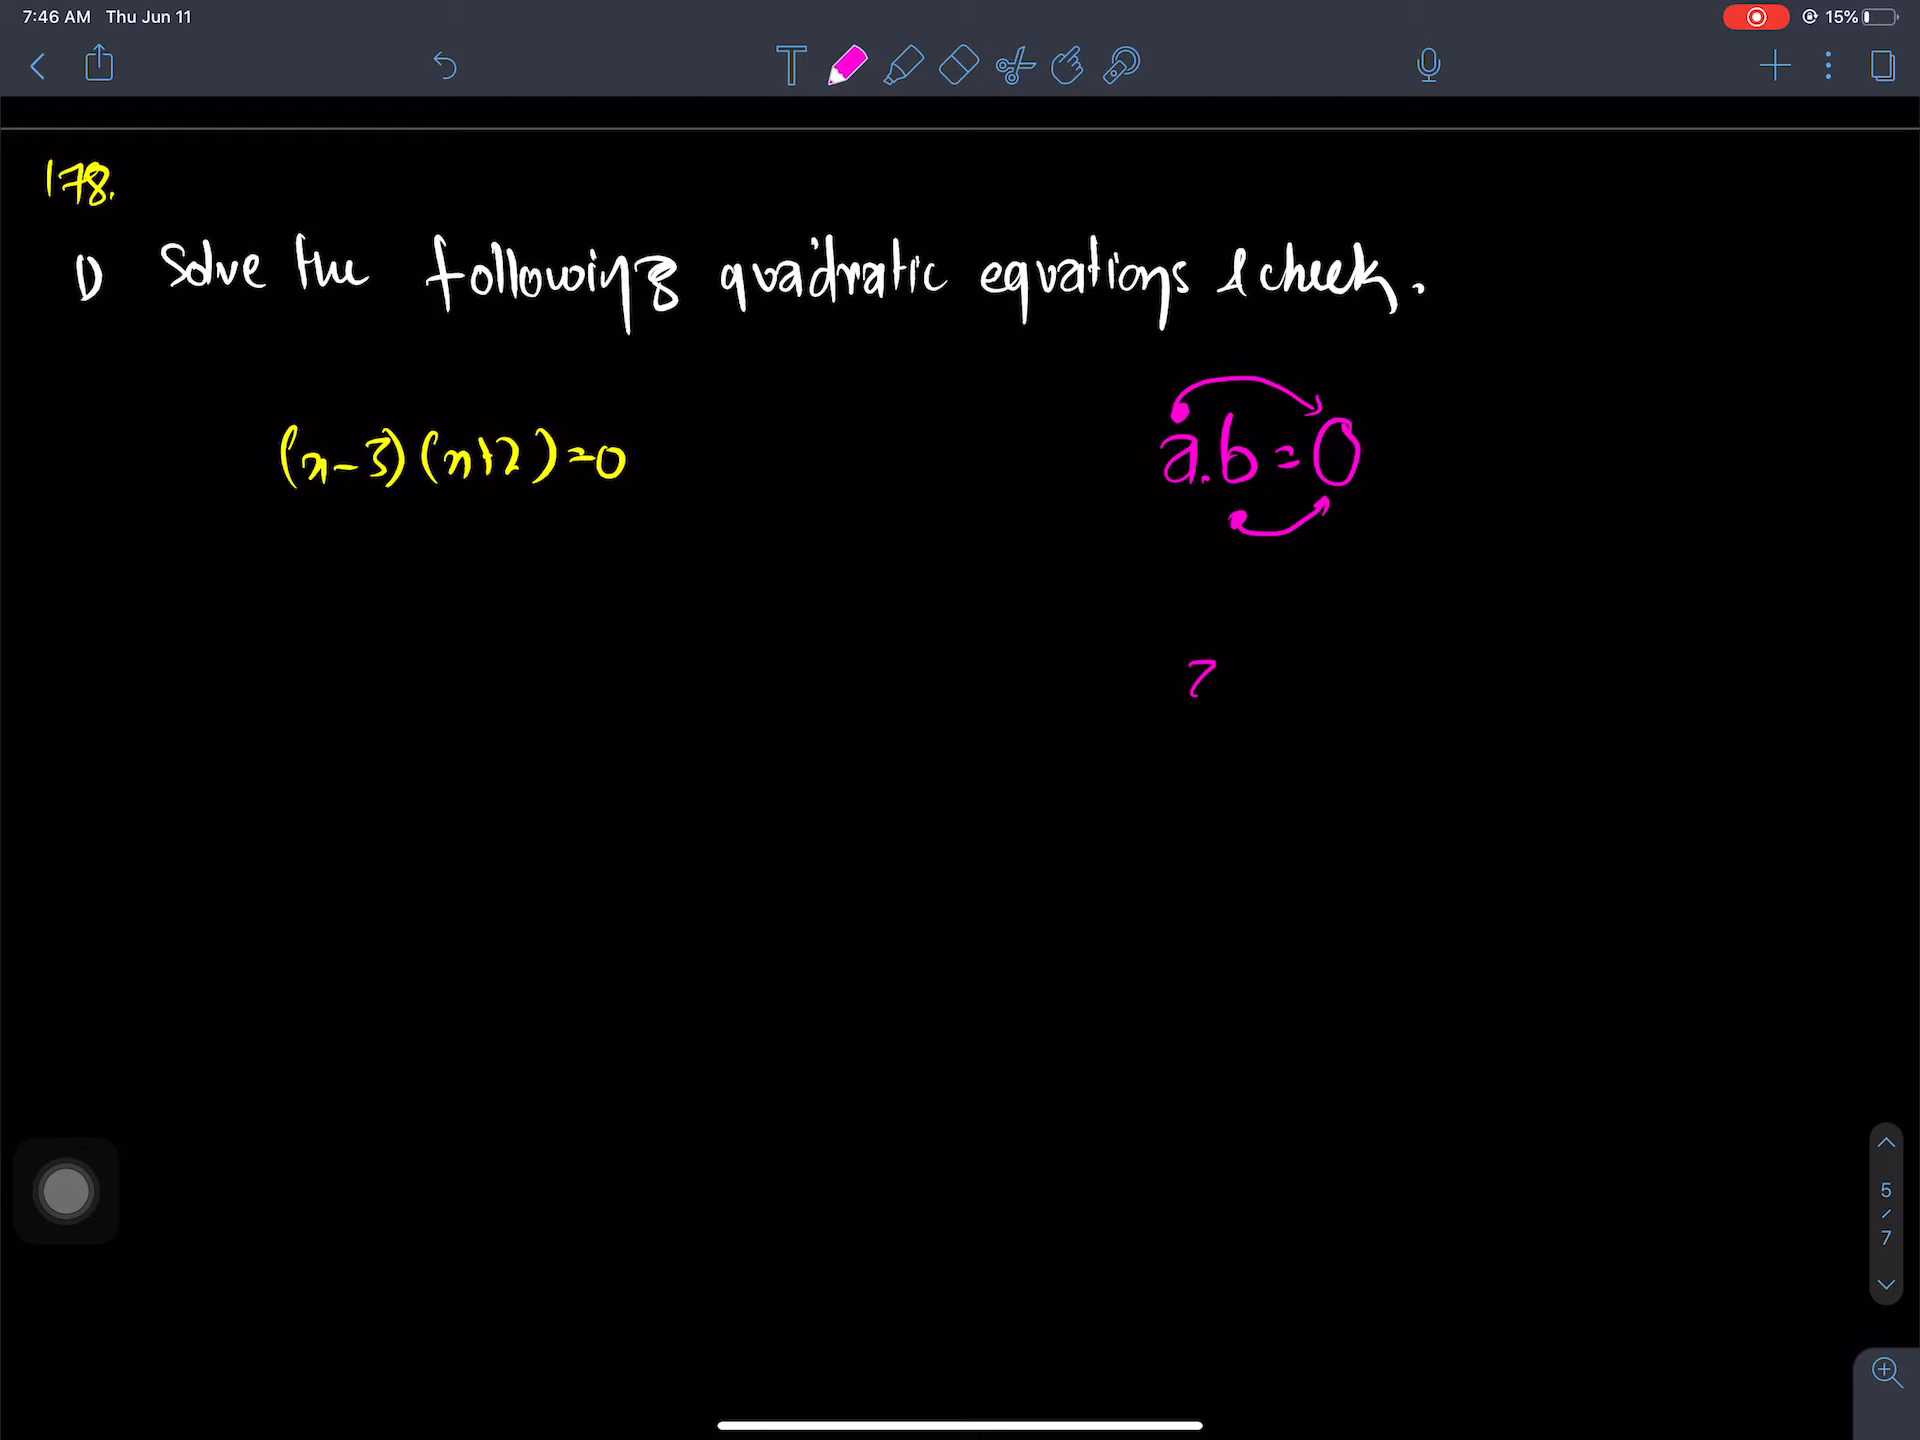 7:46 AM Thu Jun 11
15%
178.
1) Solve the following quadratic equations & check.
(x-3)(x+2)=0
a.b=0
7
5
/
7